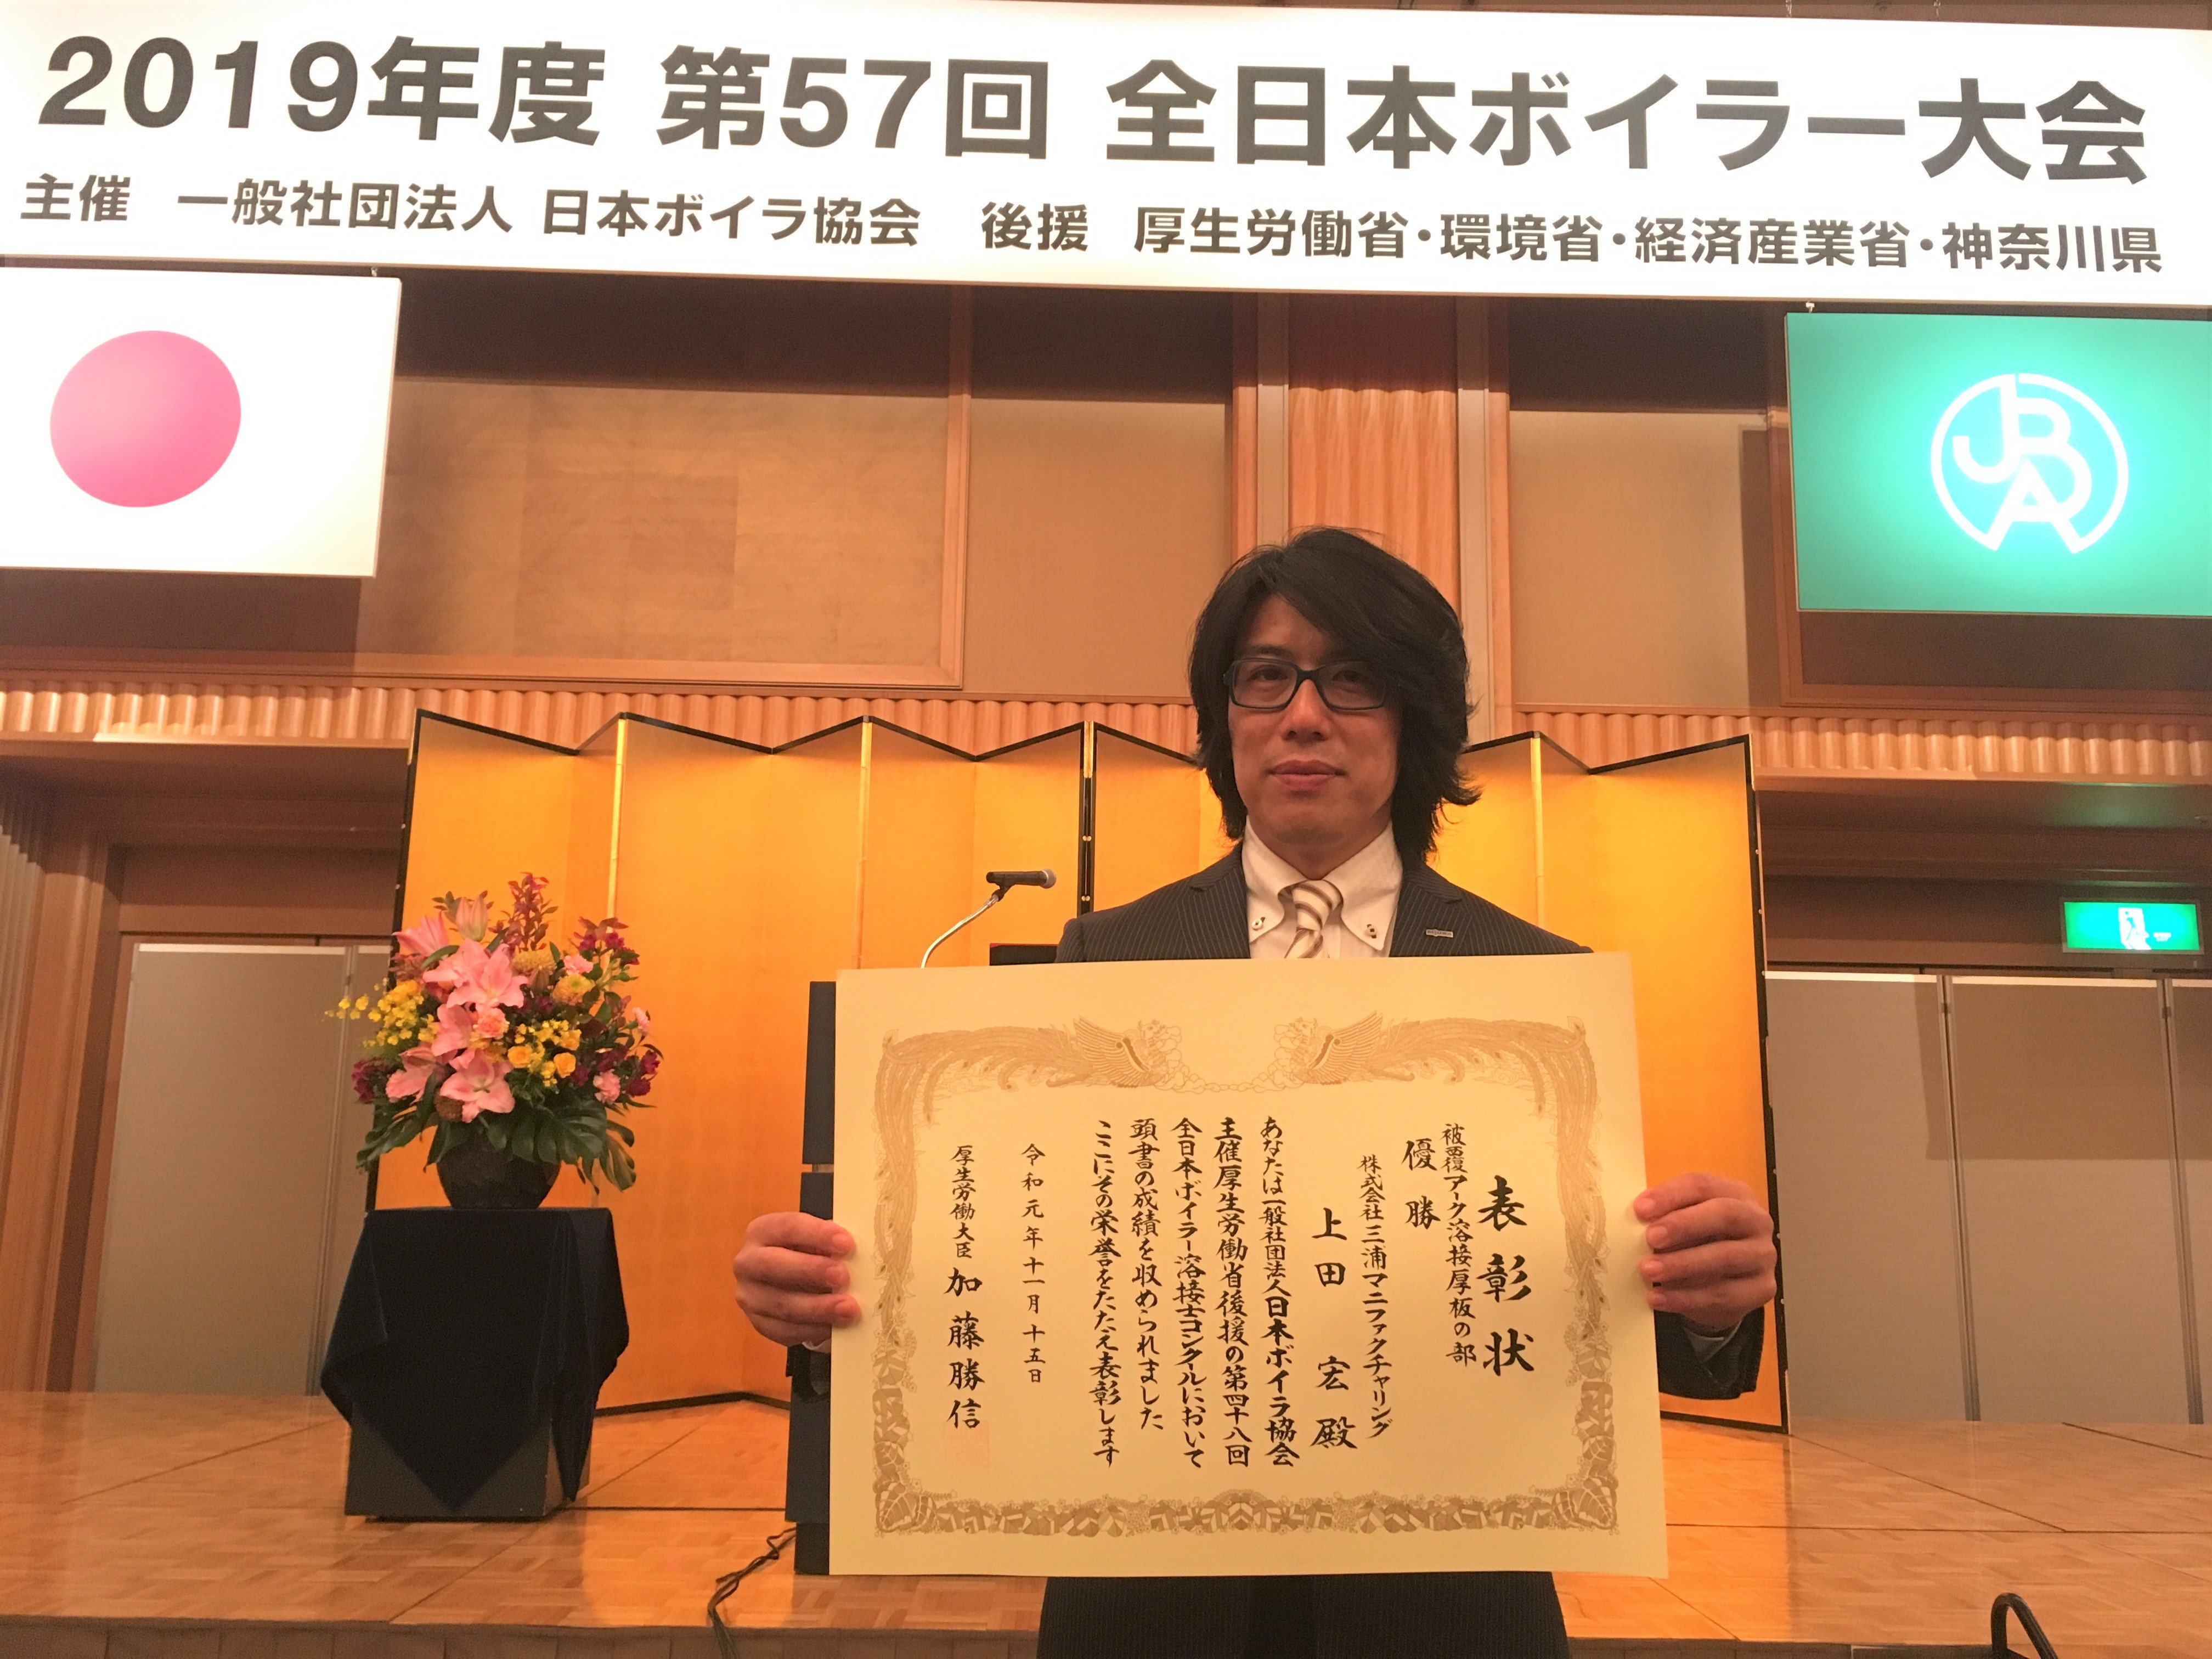 2019年度 第57回 全日本ボイラー大会
主催 一般社団法人 日本ボイラ協会 後援 厚生労働省・環境省・経済産業省・神奈川県
JBA
表彰状
被覆アーク溶接厚板の部
優勝
株式会社三浦マニファクチャリング
上田 宏 殿
あなたは一般社団法人日本ボイラ協会
主催厚生労働省後援の第四十八回
全日本ボイラー溶接士コンクールにおいて
頭書の成績を収められました
ここにその栄誉をたたえ表彰します
令和元年十一月十五日
厚生労働大臣 加藤勝信